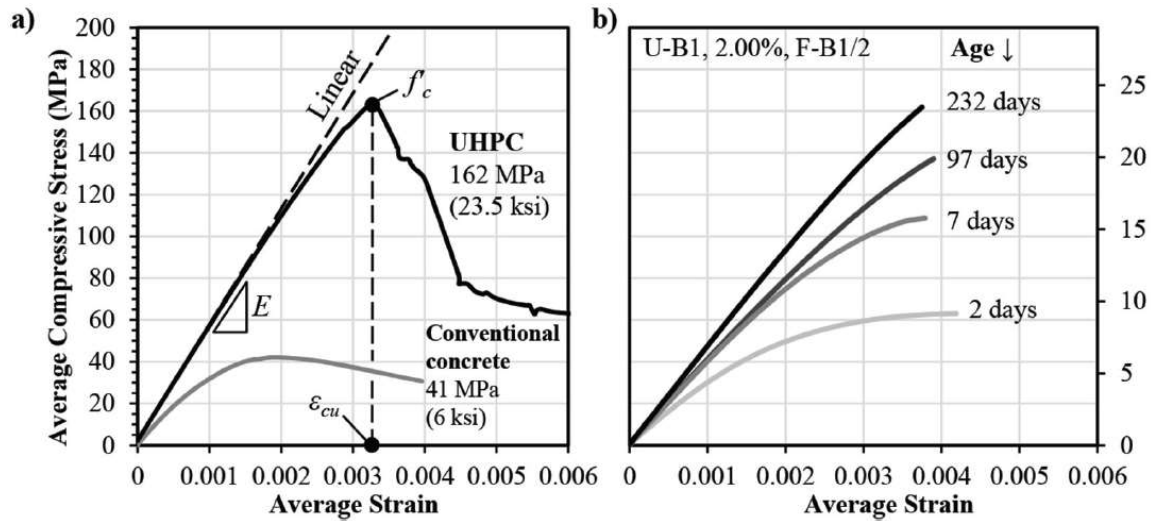 a)
Average Compressive Stress (MPa)
200
180
160
140
120
100
80
60
40
20
0
Linear
f′c
UHPC
162 MPa
(23.5 ksi)
E
Conventional
concrete
41 MPa
(6 ksi)
εcu
0 0.001 0.002 0.003 0.004 0.005 0.006
Average Strain
b)
U-B1, 2.00%, F-B1/2
Age ↓
232 days
97 days
7 days
2 days
25
20
15
10
5
0
0 0.001 0.002 0.003 0.004 0.005 0.006
Average Strain